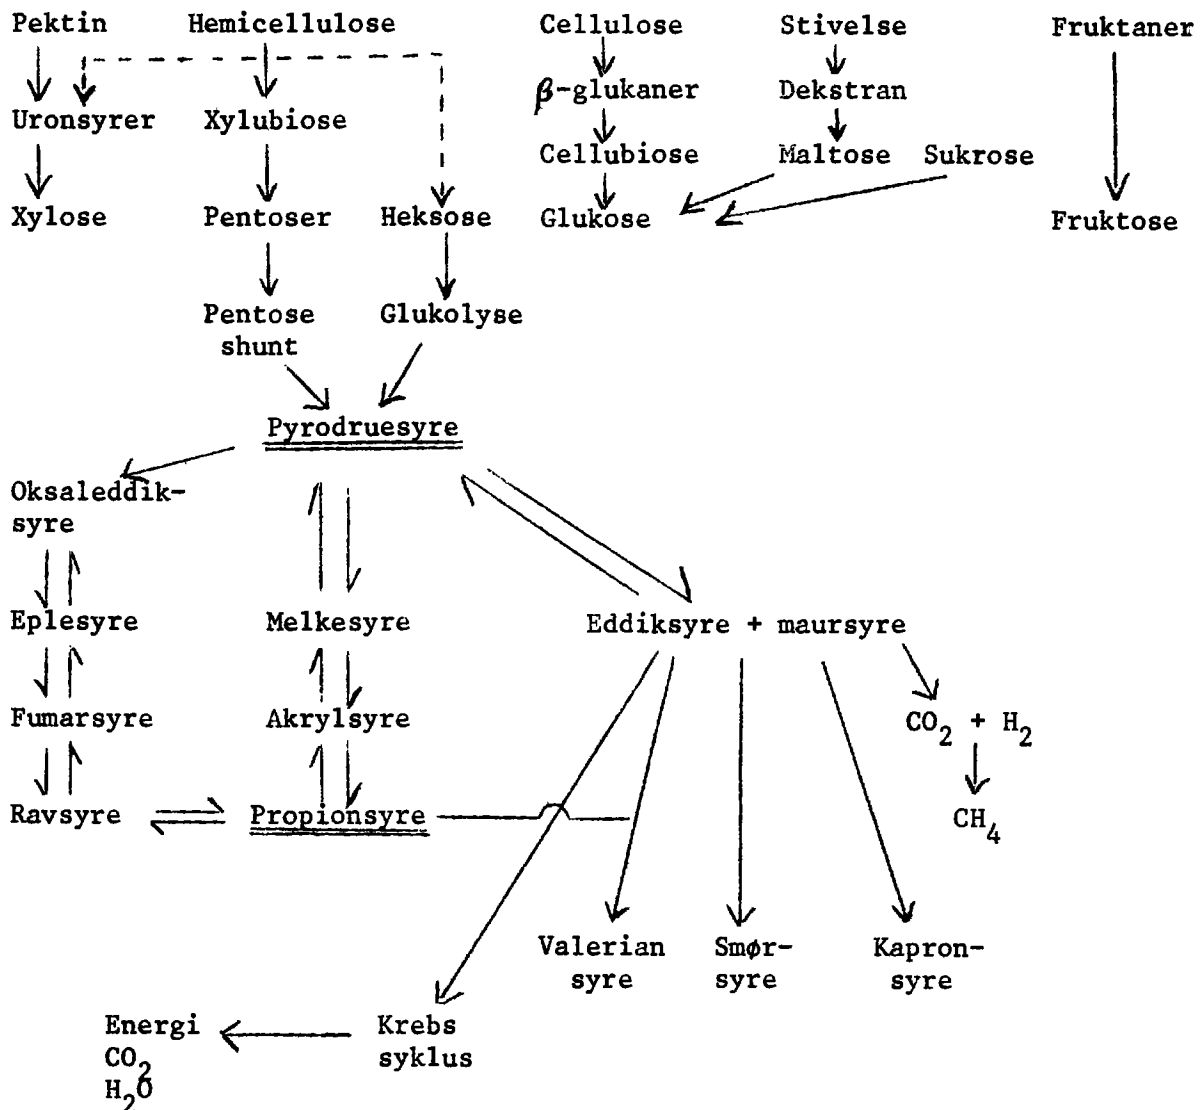 Pektin Hemicellulose Cellulose Stivelse Fruktaner
β-glukaner Dekstran
Uronsyrer Xylubiose
Cellubiose Maltose Sukrose
Xylose Pentoser Heksose Glukose Fruktose
Pentose Glukolyse
shunt
Pyrodruesyre
Oksaleddik-
syre
Eplesyre Melkesyre Eddiksyre + maursyre
Fumarsyre Akrylsyre CO2 + H2
Ravsyre Propionsyre CH4
Valerian Smør- Kapron-
syre syre syre
Energi Krebs
CO2 syklus
H2O